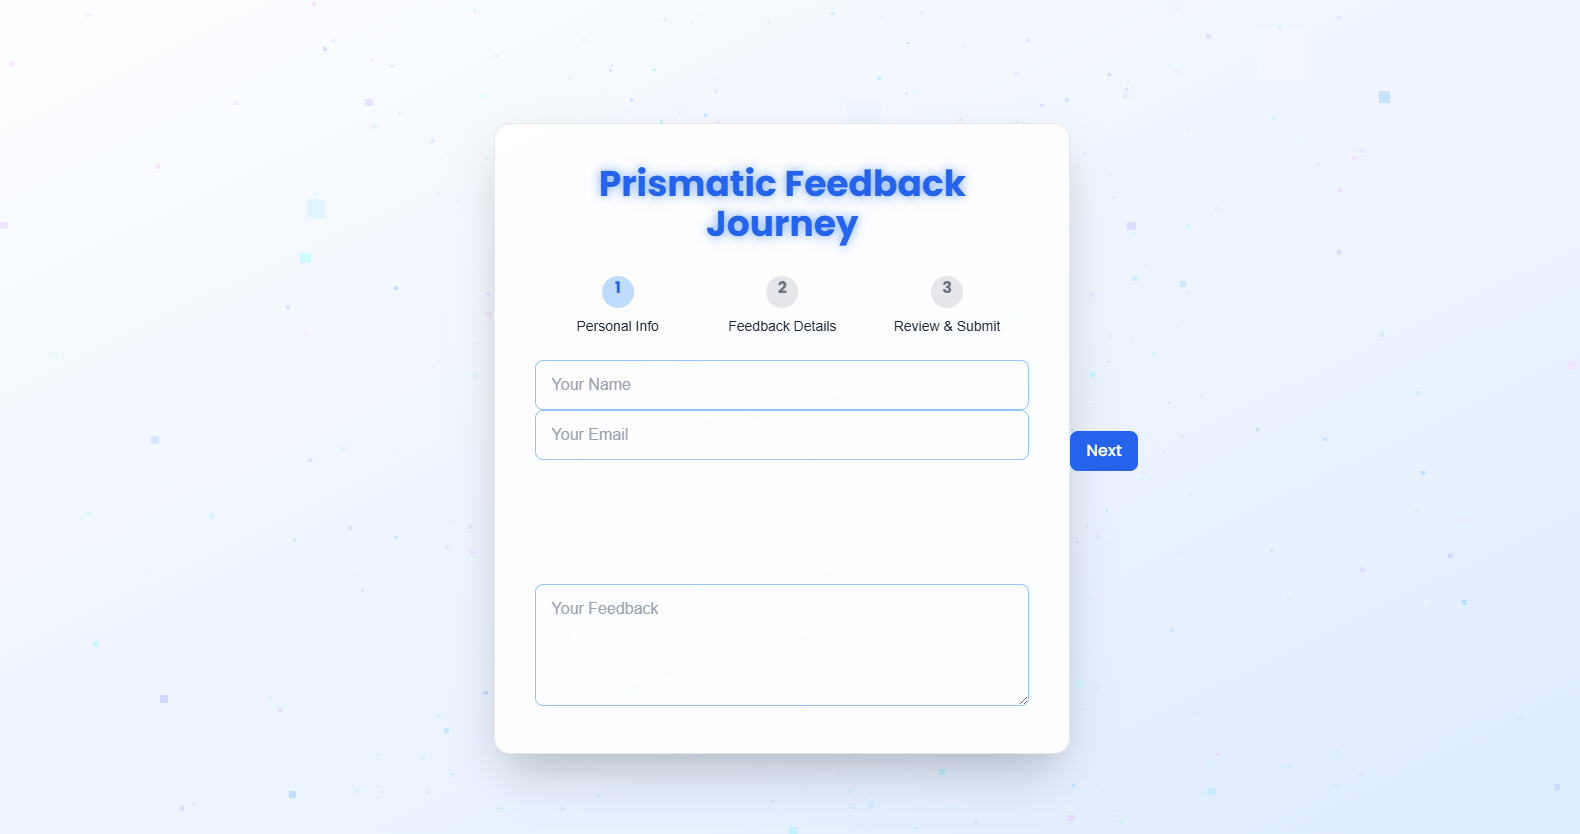 Prismatic Feedback
Journey
1
2
3
Personal Info
Feedback Details
Review & Submit
Your Name
Your Email
Next
Your Feedback